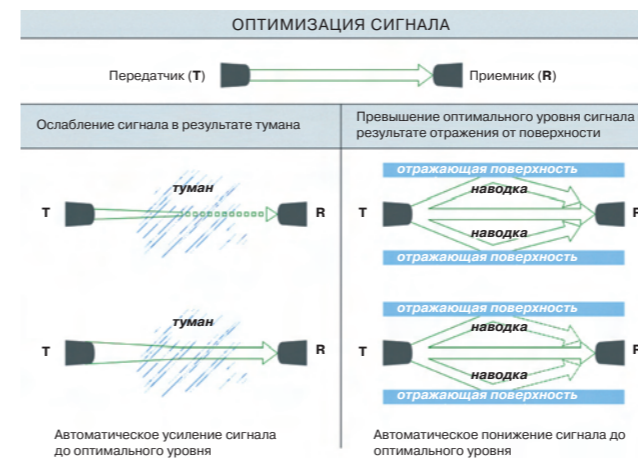 ОПТИМИЗАЦИЯ СИГНАЛА
Передатчик (T)
Приемник (R)
Ослабление сигнала в результате тумана
туман
T
R
туман
T
R
Автоматическое усиление сигнала
до оптимального уровня
Превышение оптимального уровня сигнала
результате отражения от поверхности
отражающая поверхность
наводка
T
R
наводка
отражающая поверхность
отражающая поверхность
наводка
T
R
наводка
отражающая поверхность
Автоматическое понижение сигнала до
оптимального уровня